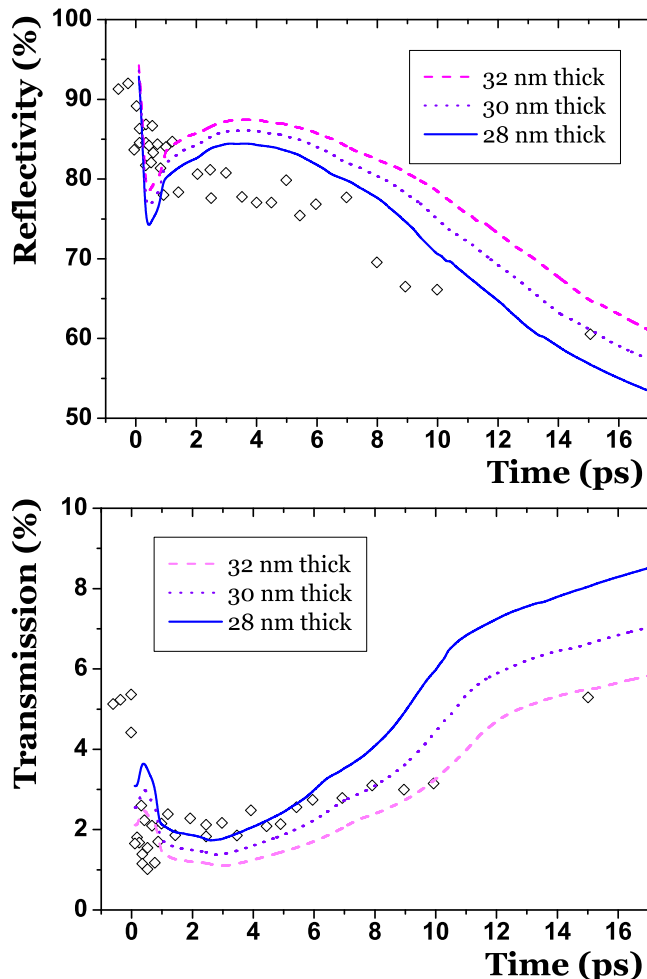 Reflectivity (%)
100
90
80
70
60
50
32 nm thick
30 nm thick
28 nm thick
0 2 4 6 8 10 12 14 16
Time (ps)
Transmission (%)
10
8
6
4
2
0
32 nm thick
30 nm thick
28 nm thick
0 2 4 6 8 10 12 14 16
Time (ps)